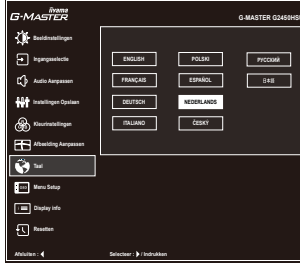 iiyama
G-MASTER
G-MASTER G2450HS
Beeldinstellingen
Ingangsselectie
Audio Aanpassen
Instellingen Opslaan
Kleurinstellingen
Afbeelding Aanpassen
Taal
Menu Setup
Display info
Resetten
ENGLISH
POLSKI
РУССКИЙ
FRANÇAIS
ESPAÑOL
日本語
DEUTSCH
NEDERLANDS
ITALIANO
ČESKÝ
Afsluiten :
Selecteer : / Indrukken